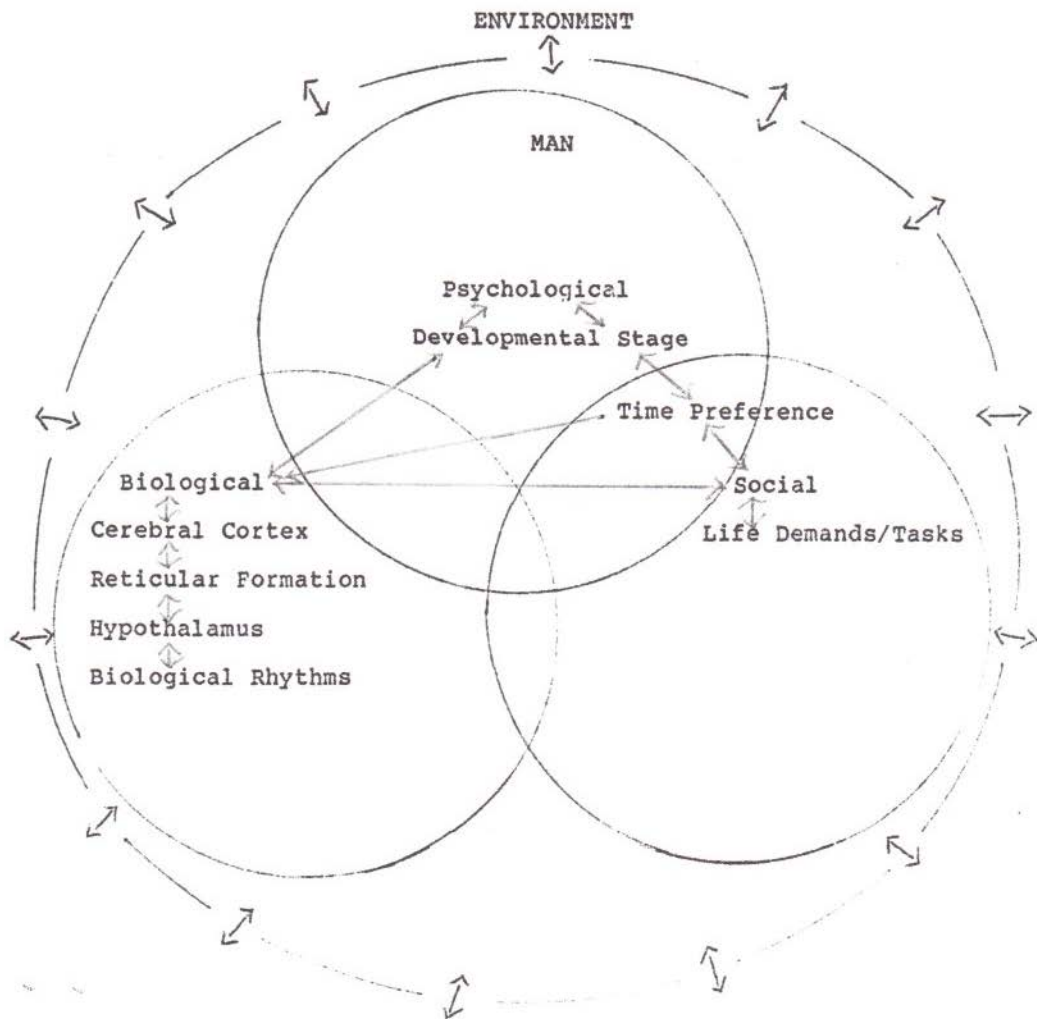 ENVIRONMENT
MAN
Psychological
Developmental Stage
Time Preference
Biological
Social
Cerebral Cortex
Life Demands/Tasks
Reticular Formation
Hypothalamus
Biological Rhythms